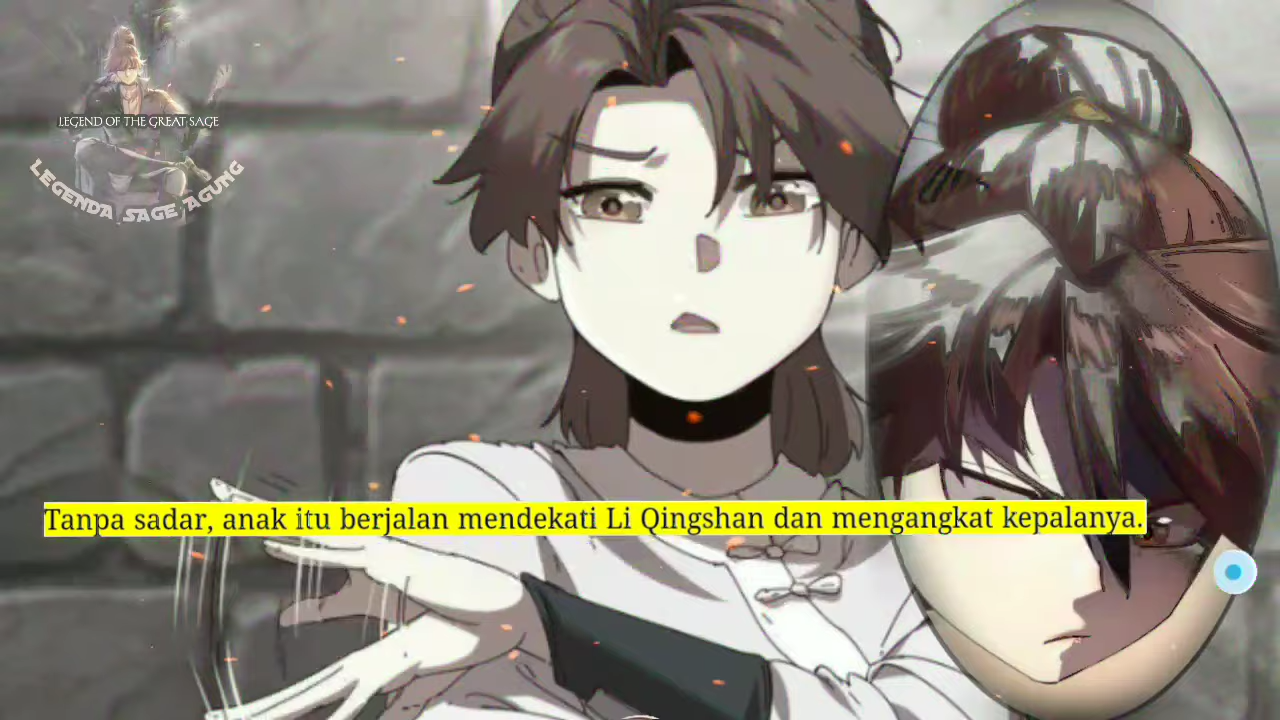 LEGEND OF THE GREAT SAGE
LEGENDA SAGE AGUNG
Tanpa sadar, anak itu berjalan mendekati Li Qingshan dan mengangkat kepalanya.